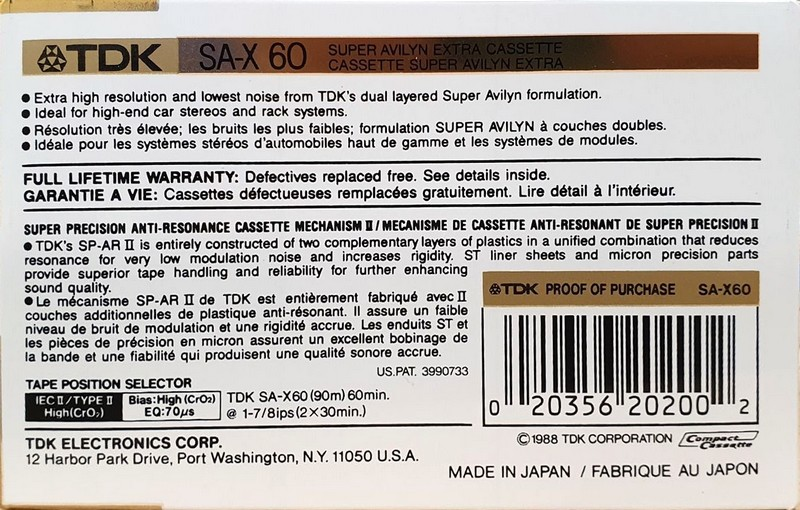 TDK SA-X 60 SUPER AVILYN EXTRA CASSETTE
CASSETTE SUPER AVILYN EXTRA
● Extra high resolution and lowest noise from TDK's dual layered Super Avilyn formulation.
● Ideal for high-end car stereos and rack systems.
● Résolution très élevée; les bruits les plus faibles; formulation SUPER AVILYN à couches doubles.
● Idéale pour les systèmes stéréos d'automobiles haut de gamme et les systèmes de modules.
FULL LIFETIME WARRANTY: Defectives replaced free. See details inside.
GARANTIE A VIE: Cassettes défectueuses remplacées gratuitement. Lire détail à l'intérieur.
SUPER PRECISION ANTI-RESONANCE CASSETTE MECHANISM II / MECANISME DE CASSETTE ANTI-RESONANT DE SUPER PRECISION II
● TDK's SP-AR II is entirely constructed of two complementary layers of plastics in a unified combination that reduces
resonance for very low modulation noise and increases rigidity. ST liner sheets and micron precision parts
provide superior tape handling and reliability for further enhancing
sound quality.
● Le mécanisme SP-AR II de TDK est entièrement fabriqué avec II
couches additionnelles de plastique anti-résonant. Il assure un faible
niveau de bruit de modulation et une rigidité accrue. Les enduits ST et
les pièces de précision en micron assurent un excellent bobinage de
la bande et une fiabilité qui produisent une qualité sonore accrue.
US.PAT. 3990733
TDK PROOF OF PURCHASE SA-X60
0 20356 20200 2
TAPE POSITION SELECTOR
IEC II/TYPE II
High(CrO₂)
Bias:High (CrO₂)
EQ:70µs
TDK SA-X60 (90m) 60min.
@ 1-7/8ips (2×30min.)
TDK ELECTRONICS CORP.
12 Harbor Park Drive, Port Washington, N.Y. 11050 U.S.A.
©1988 TDK CORPORATION Compact Cassette
MADE IN JAPAN / FABRIQUE AU JAPON